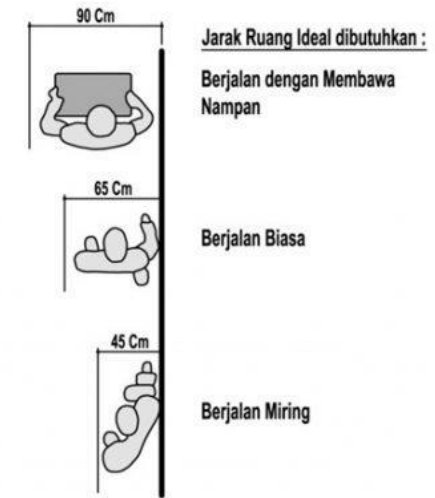 90 Cm
Jarak Ruang Ideal dibutuhkan :
Berjalan dengan Membawa
Nampan
65 Cm
Berjalan Biasa
45 Cm
Berjalan Miring